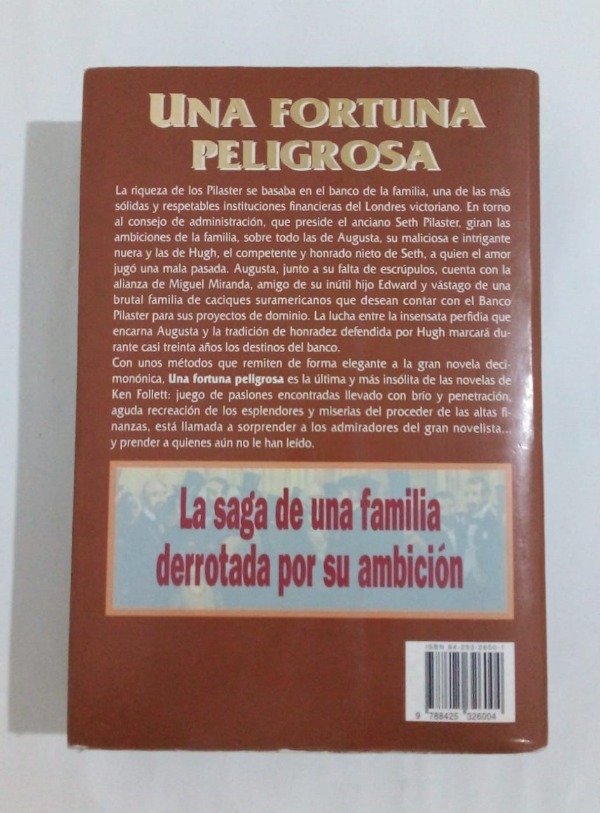 UNA FORTUNA
PELIGROSA
La riqueza de los Pilaster se basaba en el banco de la familia, una de las más
sólidas y respetables instituciones financieras del Londres victoriano. En torno
al consejo de administración, que preside el anciano Seth Pilaster, giran las
ambiciones de la familia, sobre todo las de Augusta, su maliciosa e intrigante
nuera y las de Hugh, el competente y honrado nieto de Seth, a quien el amor
jugó una mala pasada. Augusta, junto a su falta de escrúpulos, cuenta con la
alianza de Miguel Miranda, amigo de su inútil hijo Edward y vástago de una
brutal familia de caciques suramericanos que desean contar con el Banco
Pilaster para sus proyectos de dominio. La lucha entre la insensata perfidia que
encarna Augusta y la tradición de honradez defendida por Hugh marcará du-
rante casi treinta años los destinos del banco.
Con unos métodos que remiten de forma elegante a la gran novela deci-
monónica, Una fortuna peligrosa es la última y más insólita de las novelas de
Ken Follett: juego de pasiones encontradas llevado con brío y penetración,
aguda recreación de los esplendores y miserias del proceder de las altas fi-
nanzas, está llamada a sorprender a los admiradores del gran novelista...
y prender a quienes aún no le han leído.
La saga de una familia
derrotada por su ambición
ISBN 84-253-2600-1
9 788425 326004